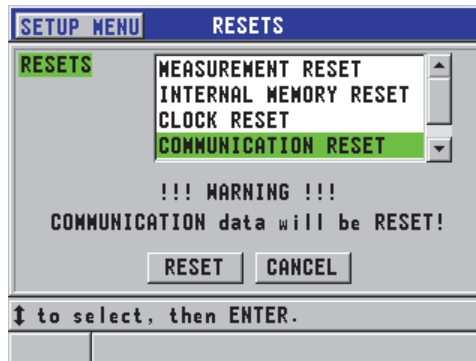 SETUP MENU RESETS
RESETS
MEASUREMENT RESET
INTERNAL MEMORY RESET
CLOCK RESET
COMMUNICATION RESET
!!! WARNING !!!
COMMUNICATION data will be RESET!
RESET CANCEL
↕ to select, then ENTER.